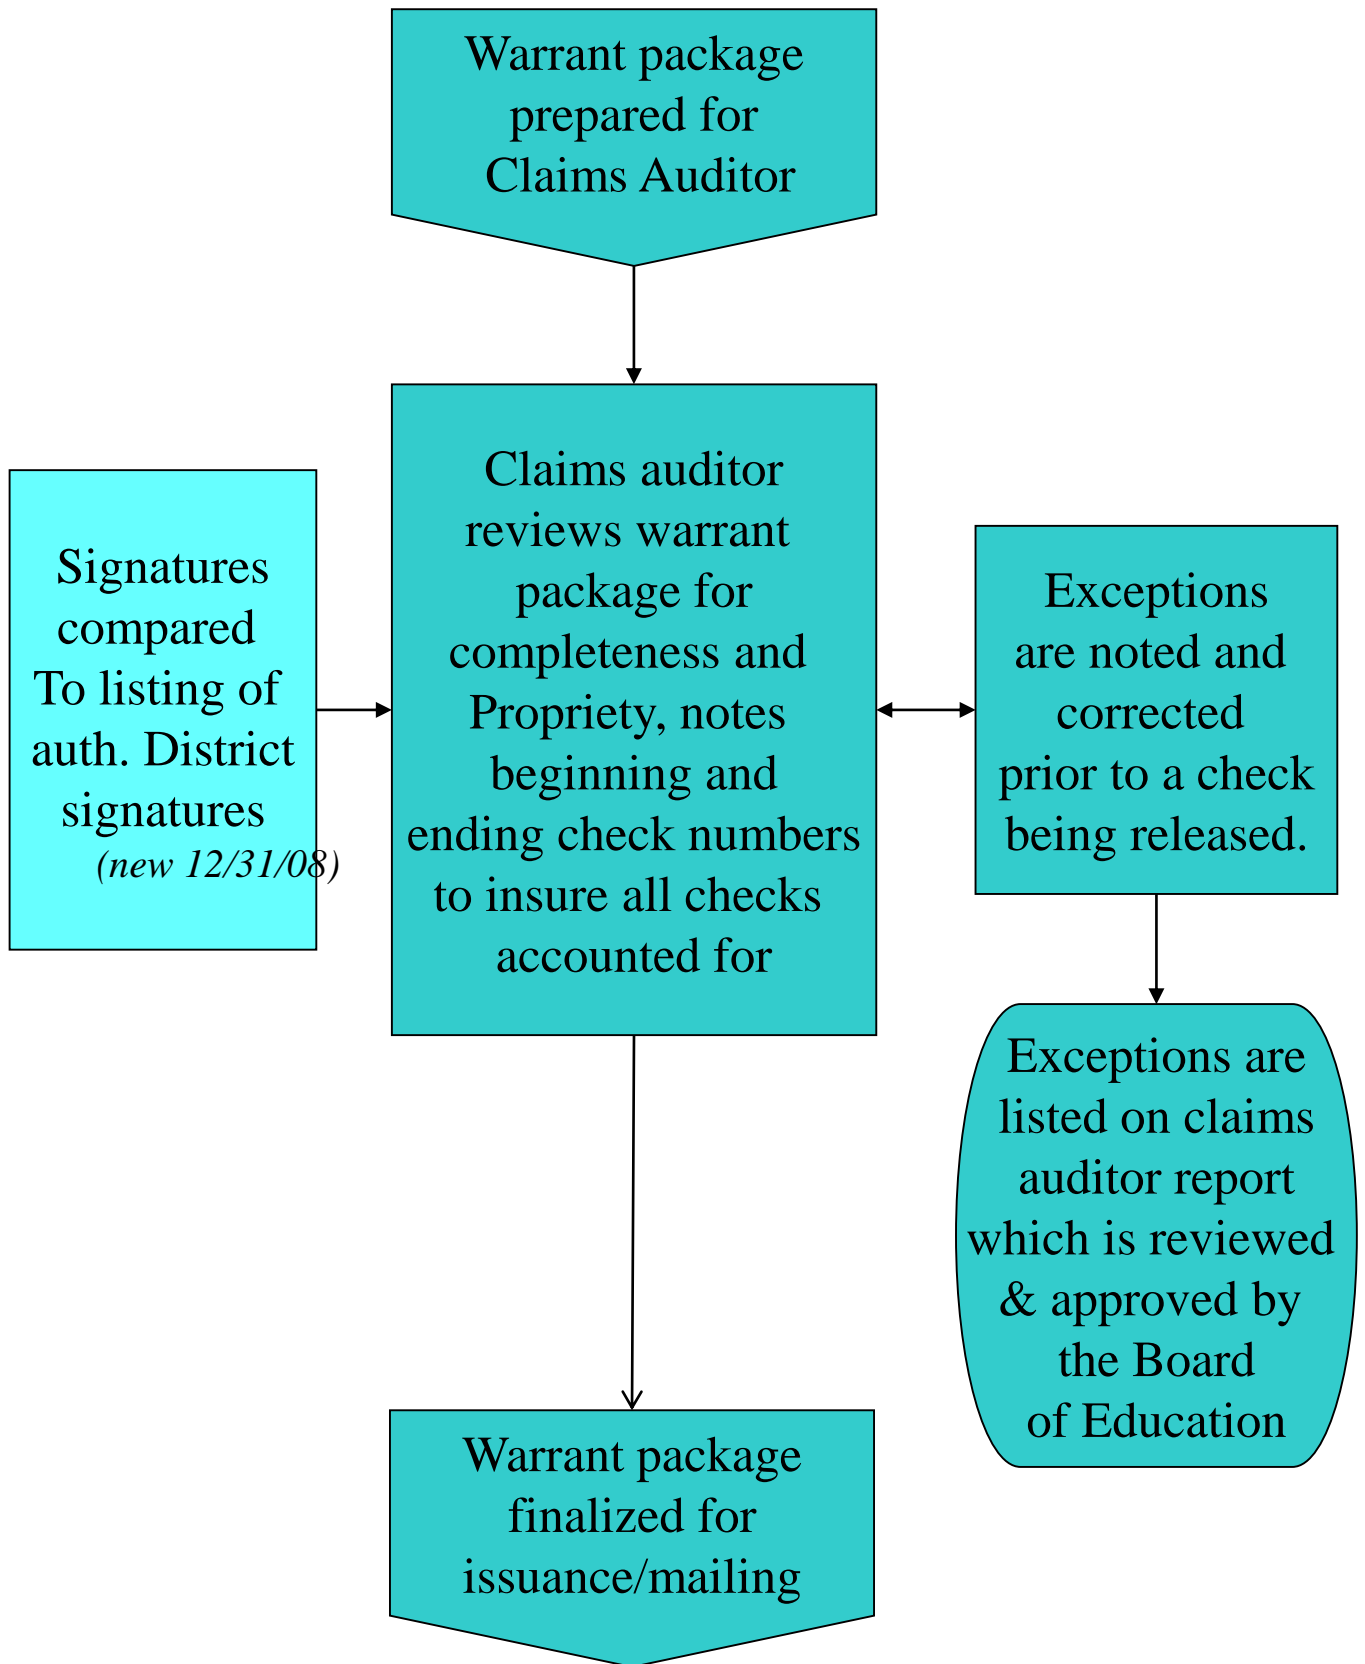 Warrant package
prepared for
Claims Auditor
Signatures
compared
To listing of
auth. District
signatures
(new 12/31/08)
Claims auditor
reviews warrant
package for
completeness and
Propriety, notes
beginning and
ending check numbers
to insure all checks
accounted for
Exceptions
are noted and
corrected
prior to a check
being released.
Exceptions are
listed on claims
auditor report
which is reviewed
& approved by
the Board
of Education
Warrant package
finalized for
issuance/mailing